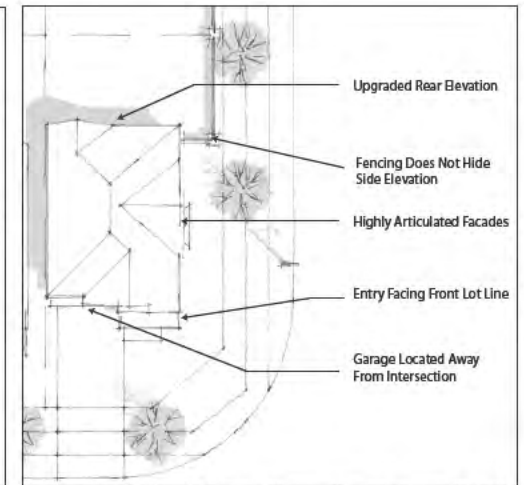 Upgraded Rear Elevation
Fencing Does Not Hide
Side Elevation
Highly Articulated Facades
Entry Facing Front Lot Line
Garage Located Away
From Intersection